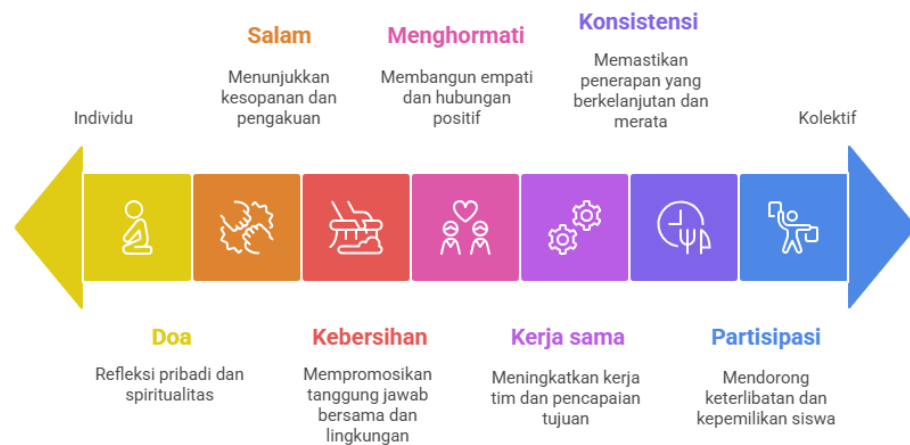 Salam
Menunjukkan
kesopanan dan
pengakuan
Menghormati
Membangun empati
dan hubungan
positif
Konsistensi
Memastikan
penerapan yang
berkelanjutan dan
merata
Individu
Kolektif
Doa
Refleksi pribadi dan
spiritualitas
Kebersihan
Mempromosikan
tanggung jawab
bersama dan
lingkungan
Kerja sama
Meningkatkan kerja
tim dan pencapaian
tujuan
Partisipasi
Mendorong
keterlibatan dan
kepemilikan siswa